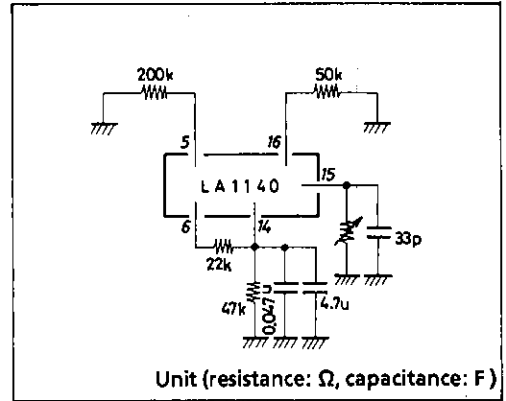 200k
50k
5
16
15
LA1140
6
14
22k
33p
47k
0.047u
4.7u
Unit (resistance: Ω, capacitance: F)